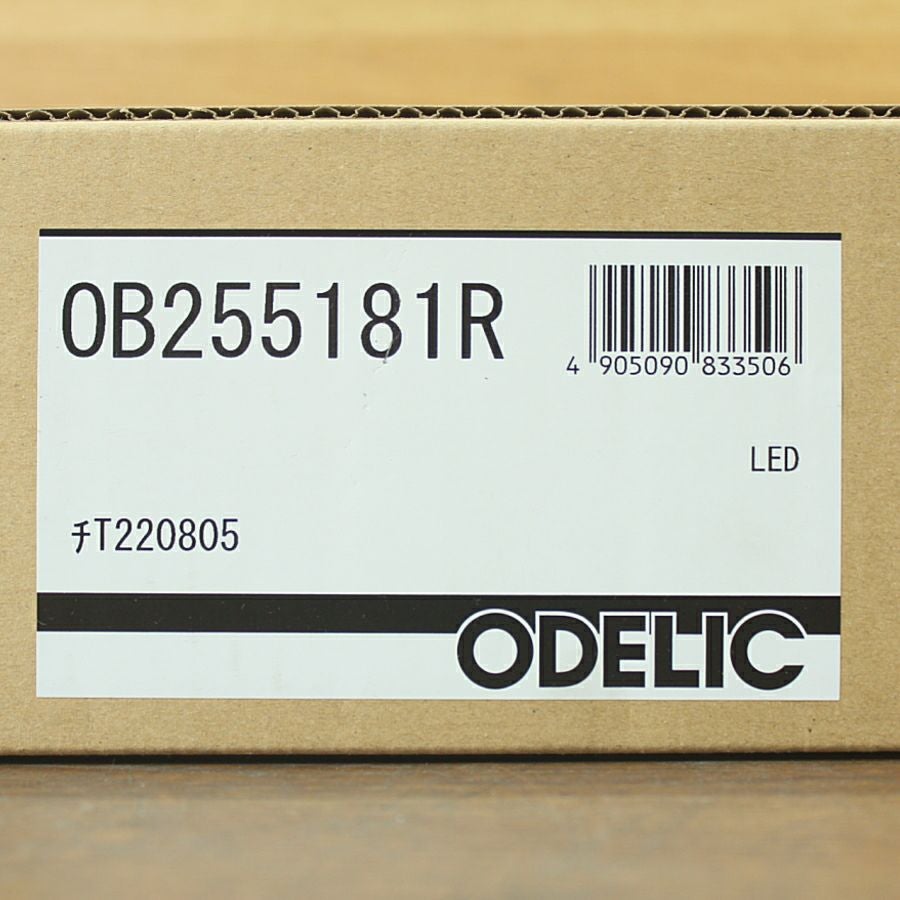 OB255181R
4 905090 833506
LED
ﾁT220805
ODELIC